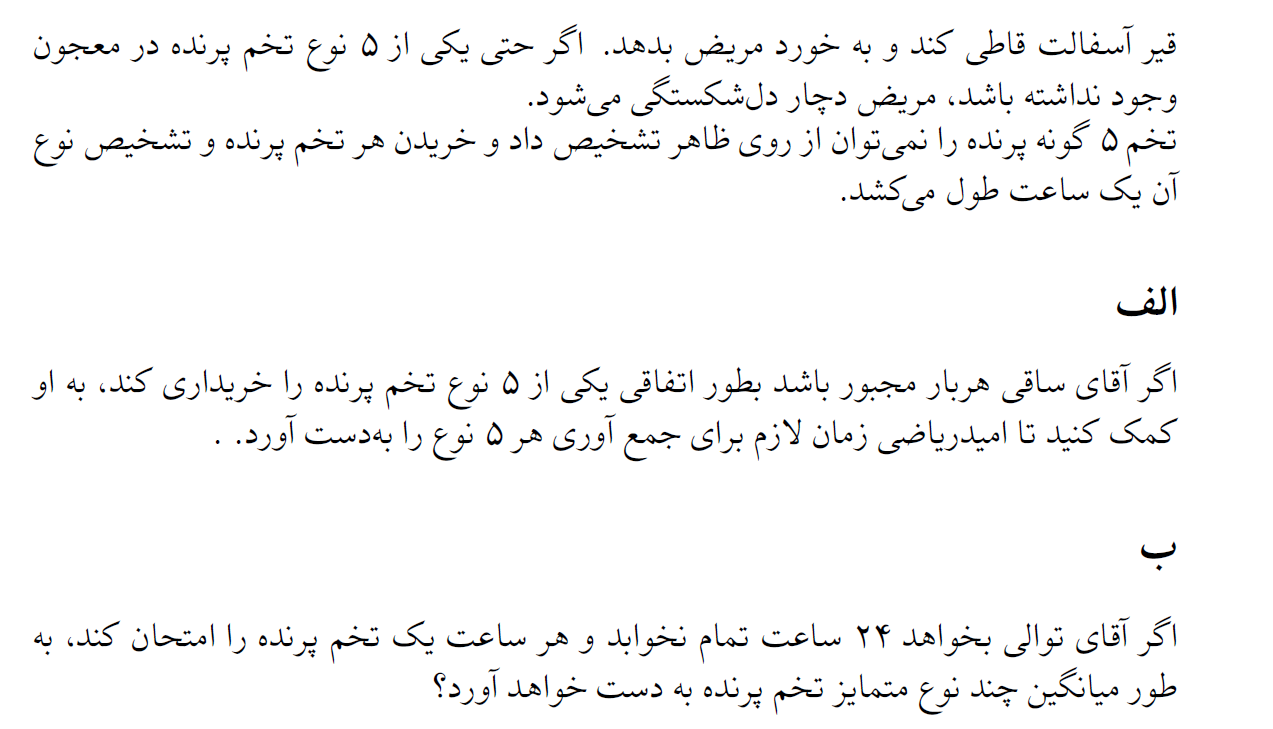 قیر آسفالت قاطی کند و به خورد مریض بدهد. اگر حتی یکی از ۵ نوع تخم پرنده در معجون
وجود نداشته باشد، مریض دچار دل‌شکستگی می‌شود.
تخم ۵ گونه پرنده را نمی‌توان از روی ظاهر تشخیص داد و خریدن هر تخم پرنده و تشخیص نوع
آن یک ساعت طول می‌کشد.
الف
اگر آقای ساقی هربار مجبور باشد بطور اتفاقی یکی از ۵ نوع تخم پرنده را خریداری کند، به او
کمک کنید تا امیدریاضی زمان لازم برای جمع آوری هر ۵ نوع را به‌دست آورد. .
ب
اگر آقای توالی بخواهد ۲۴ ساعت تمام نخوابد و هر ساعت یک تخم پرنده را امتحان کند، به
طور میانگین چند نوع متمایز تخم پرنده به دست خواهد آورد؟